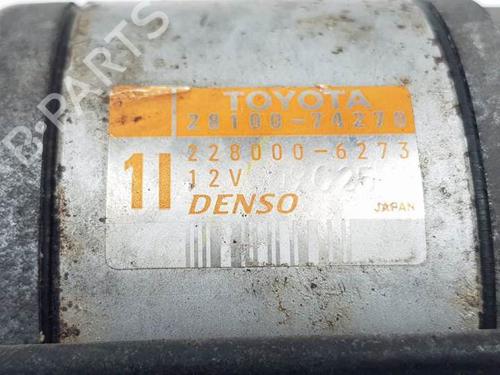 TOYOTA
28100-74270
228000-6273
1I
12V
DENSO
JAPAN
B-PARTS